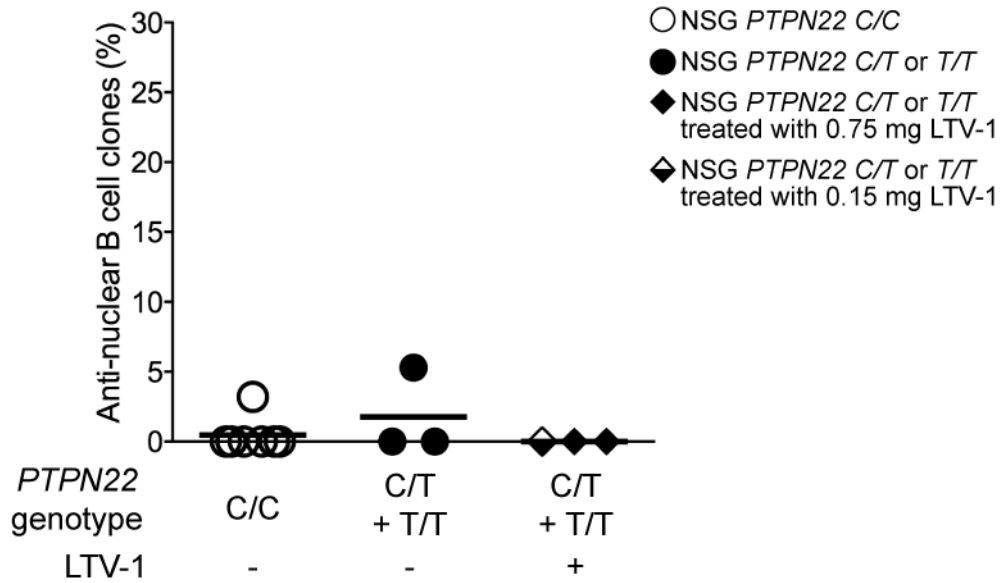 Anti-nuclear B cell clones (%)
30
25
20
15
10
5
0
NSG PTPN22 C/C
NSG PTPN22 C/T or T/T
NSG PTPN22 C/T or T/T
treated with 0.75 mg LTV-1
NSG PTPN22 C/T or T/T
treated with 0.15 mg LTV-1
PTPN22
genotype
C/C
C/T
+ T/T
C/T
+ T/T
LTV-1 - - +